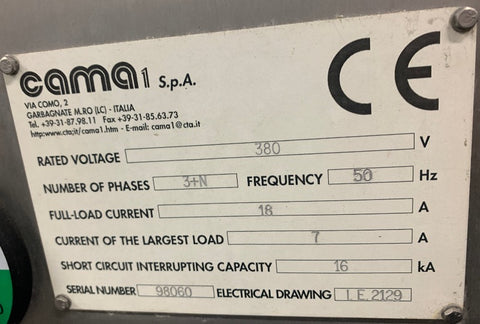 cama1 S.p.A.
CE
VIA COMO, 2
GARBAGNATE M.RO (LC) - ITALIA
Tel. +39-31-87.98.11 Fax +39-31-85.63.73
http:www.cta.it/cama1.htm - E-mail: cama1@cta.it
RATED VOLTAGE 380 V
NUMBER OF PHASES 3+N FREQUENCY 50 Hz
FULL-LOAD CURRENT 18 A
CURRENT OF THE LARGEST LOAD 7 A
SHORT CIRCUIT INTERRUPTING CAPACITY 16 kA
SERIAL NUMBER 98060 ELECTRICAL DRAWING I.E.2129